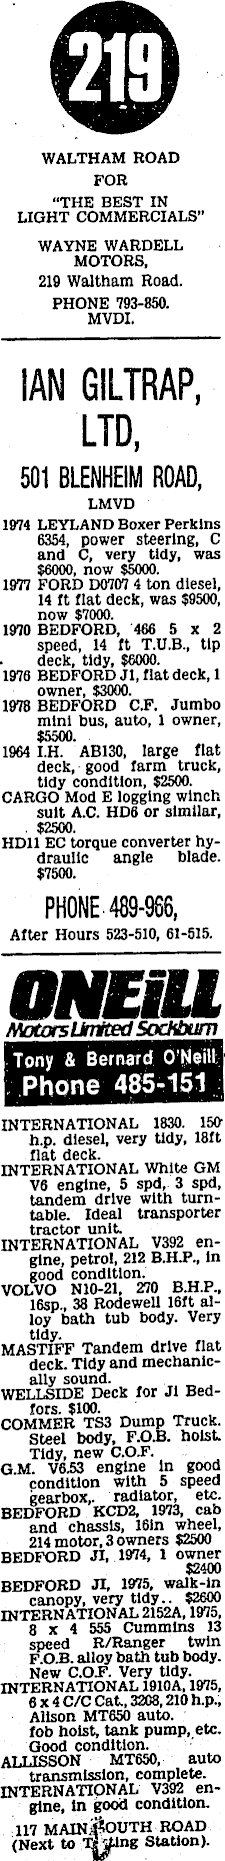 219
WALTHAM ROAD
FOR
"THE BEST IN
LIGHT COMMERCIALS"
WAYNE WARDELL
MOTORS,
219 Waltham Road.
PHONE 793-850.
MVDI.
IAN GILTRAP,
LTD,
501 BLENHEIM ROAD,
LMVD
1974 LEYLAND Boxer Perkins
6354, power steering, C
and C, very tidy, was
$6000, now $5000.
1977 FORD D0707 4 ton diesel,
14 ft flat deck, was $9500,
now $7000.
1970 BEDFORD, 466 5 x 2
speed, 14 ft T.U.B., tip
deck, tidy, $6000.
1976 BEDFORD J1, flat deck, 1
owner, $3000.
1978 BEDFORD C.F. Jumbo
mini bus, auto, 1 owner,
$5500.
1964 I.H. AB130, large flat
deck, good farm truck,
tidy condition, $2500.
CARGO Mod E logging winch
suit A.C. HD6 or similar,
$2500.
HD11 EC torque converter hy-
draulic angle blade.
$7500.
PHONE 489-966,
After Hours 523-510, 61-515.
ONEiLL
Motors Limited Sockburn
Tony & Bernard O'Neill
Phone 485-151
INTERNATIONAL 1830. 150
h.p. diesel, very tidy, 18ft
flat deck.
INTERNATIONAL White GM
V6 engine, 5 spd, 3 spd,
tandem drive with turn-
table. Ideal transporter
tractor unit.
INTERNATIONAL V392 en-
gine, petrol, 212 B.H.P., in
good condition.
VOLVO N10-21, 270 B.H.P.,
16sp., 38 Rodewell 16ft al-
loy bath tub body. Very
tidy.
MASTIFF Tandem drive flat
deck. Tidy and mechanic-
ally sound.
WELLSIDE Deck for J1 Bed-
fors. $100.
COMMER TS3 Dump Truck.
Steel body, F.O.B. hoist.
Tidy, new C.O.F.
G.M. V6.53 engine in good
condition with 5 speed
gearbox,. radiator, etc.
BEDFORD KCD2, 1973, cab
and chassis, 16in wheel,
214 motor, 3 owners $2500
BEDFORD JI, 1974, 1 owner
$2400
BEDFORD JI, 1975, walk-in
canopy, very tidy.. $2600
INTERNATIONAL 2152A, 1975,
8 x 4 555 Cummins 13
speed R/Ranger twin
F.O.B. alloy bath tub body.
New C.O.F. Very tidy.
INTERNATIONAL 1910A, 1975,
6 x 4 C/C Cat., 3208, 210 h.p.,
Alison MT650 auto.
fob hoist, tank pump, etc.
Good condition.
ALLISSON MT650, auto
transmission, complete.
INTERNATIONAL V392 en-
gine, in good condition.
117 MAIN SOUTH ROAD
(Next to Testing Station).